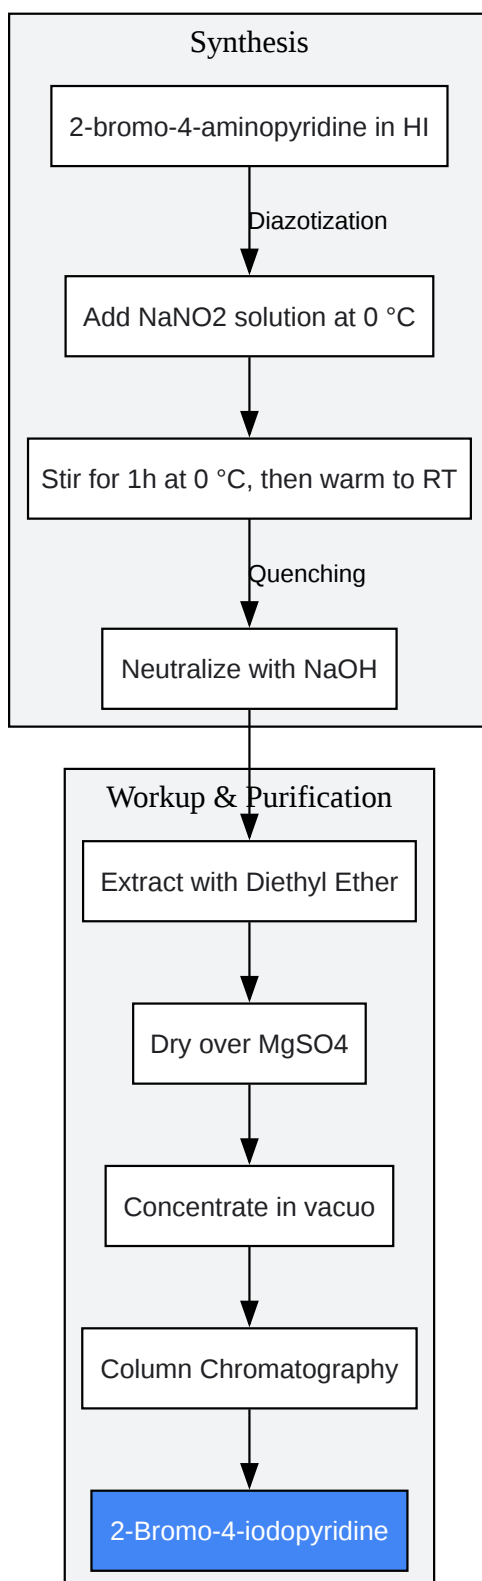 Synthesis
2-bromo-4-aminopyridine in HI
Diazotization
Add NaNO2 solution at 0 °C
Stir for 1h at 0 °C, then warm to RT
Quenching
Neutralize with NaOH
Workup & Purification
Extract with Diethyl Ether
Dry over MgSO4
Concentrate in vacuo
Column Chromatography
2-Bromo-4-iodopyridine